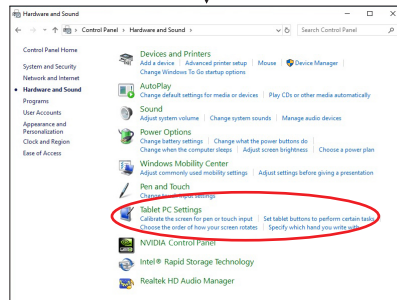 Hardware and Sound
Control Panel › Hardware and Sound ›
Search Control Panel
Control Panel Home
System and Security
Network and Internet
Hardware and Sound
Programs
User Accounts
Appearance and
Personalization
Clock and Region
Ease of Access
Devices and Printers
Add a device | Advanced printer setup | Mouse | Device Manager |
Change Windows To Go startup options
AutoPlay
Change default settings for media or devices | Play CDs or other media automatically
Sound
Adjust system volume | Change system sounds | Manage audio devices
Power Options
Change battery settings | Change what the power buttons do |
Change when the computer sleeps | Adjust screen brightness | Choose a power plan
Windows Mobility Center
Adjust commonly used mobility settings | Adjust settings before giving a presentation
Pen and Touch
Change touch input settings
Tablet PC Settings
Calibrate the screen for pen or touch input | Set tablet buttons to perform certain tasks
Choose the order of how your screen rotates | Specify which hand you write with
NVIDIA Control Panel
Intel® Rapid Storage Technology
Realtek HD Audio Manager